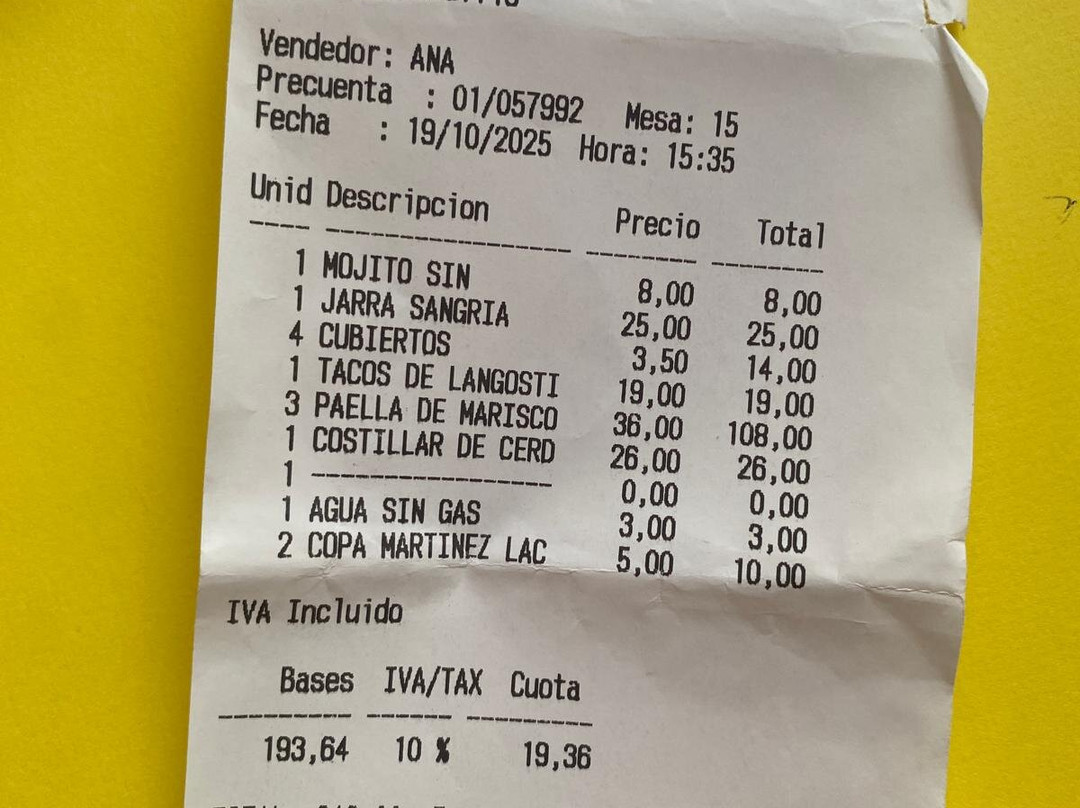 Vendedor: ANA
Precuenta : 01/057992 Mesa: 15
Fecha : 19/10/2025 Hora: 15:35
Unid Descripcion Precio Total
---- ----------------- -------- --------
1 MOJITO SIN 8,00 8,00
1 JARRA SANGRIA 25,00 25,00
4 CUBIERTOS 3,50 14,00
1 TACOS DE LANGOSTI 19,00 19,00
3 PAELLA DE MARISCO 36,00 108,00
1 COSTILLAR DE CERD 26,00 26,00
1 ----------------- 0,00 0,00
1 AGUA SIN GAS 3,00 3,00
2 COPA MARTINEZ LAC 5,00 10,00
IVA Incluido
Bases IVA/TAX Cuota
--------- ------ ---------
193,64 10 % 19,36